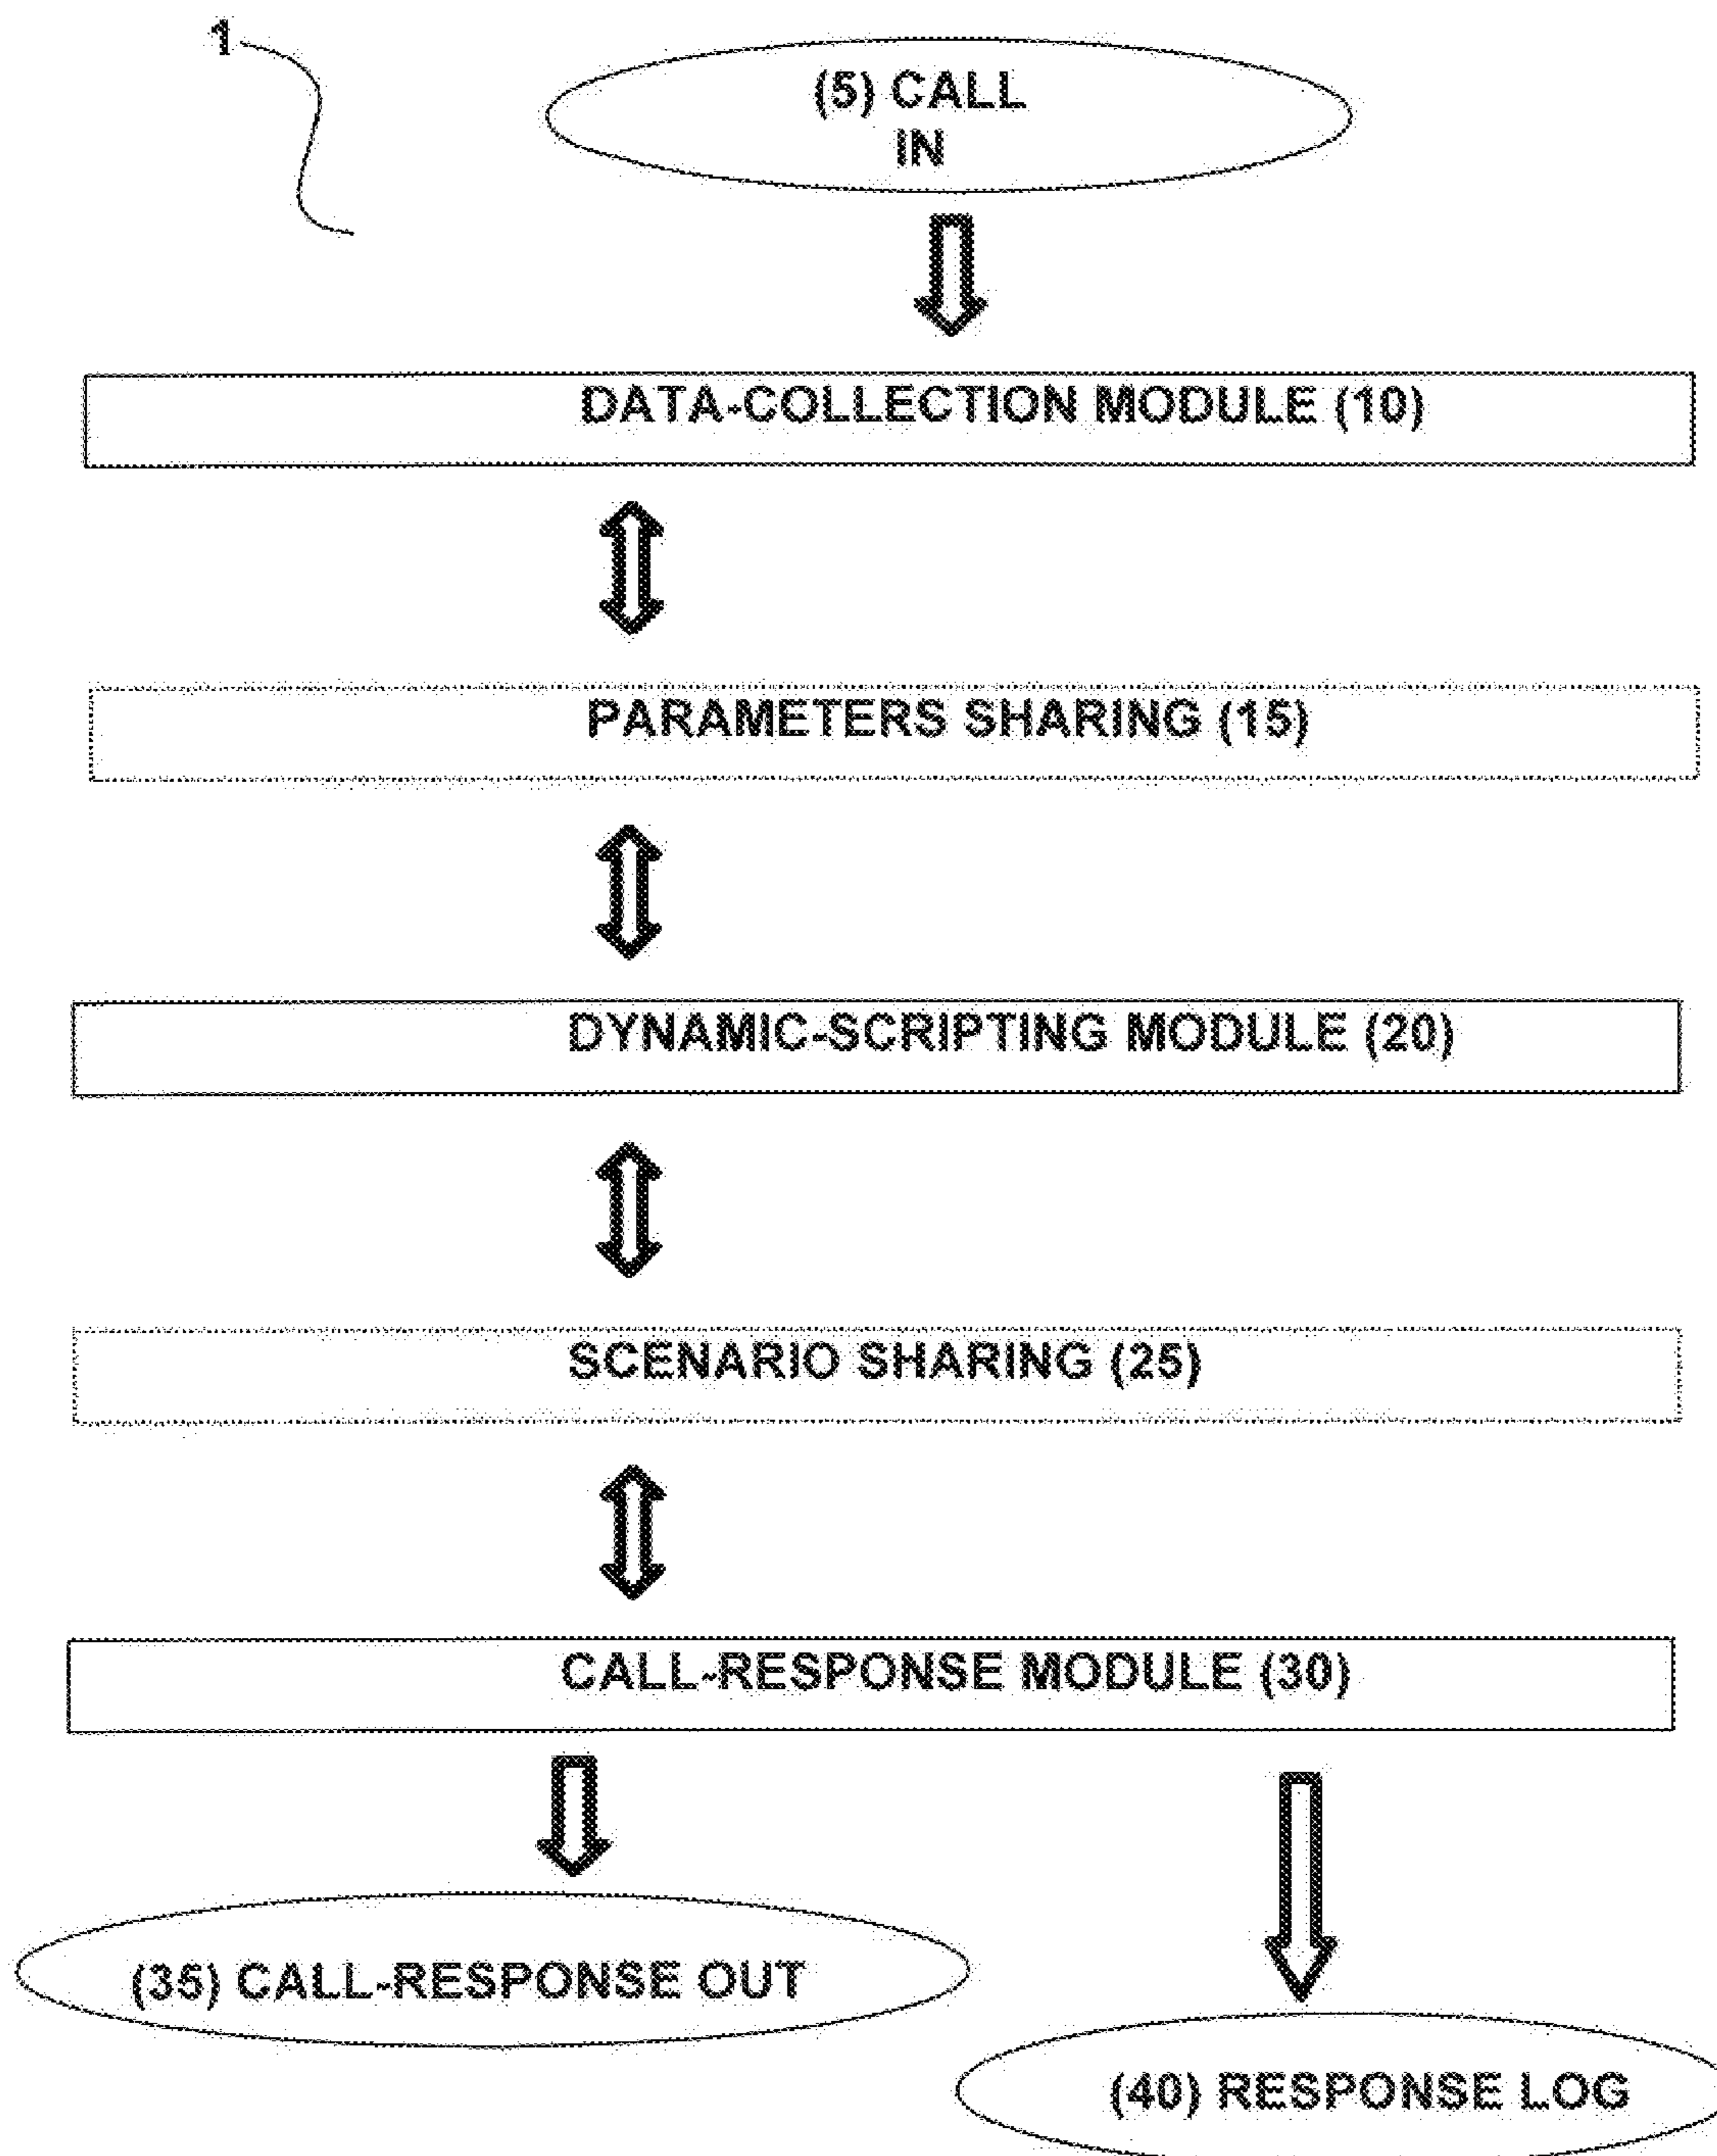 1
(5) CALL
IN
DATA-COLLECTION MODULE (10)
PARAMETERS SHARING (15)
DYNAMIC-SCRIPTING MODULE (20)
SCENARIO SHARING (25)
CALL-RESPONSE MODULE (30)
(35) CALL-RESPONSE OUT
(40) RESPONSE LOG